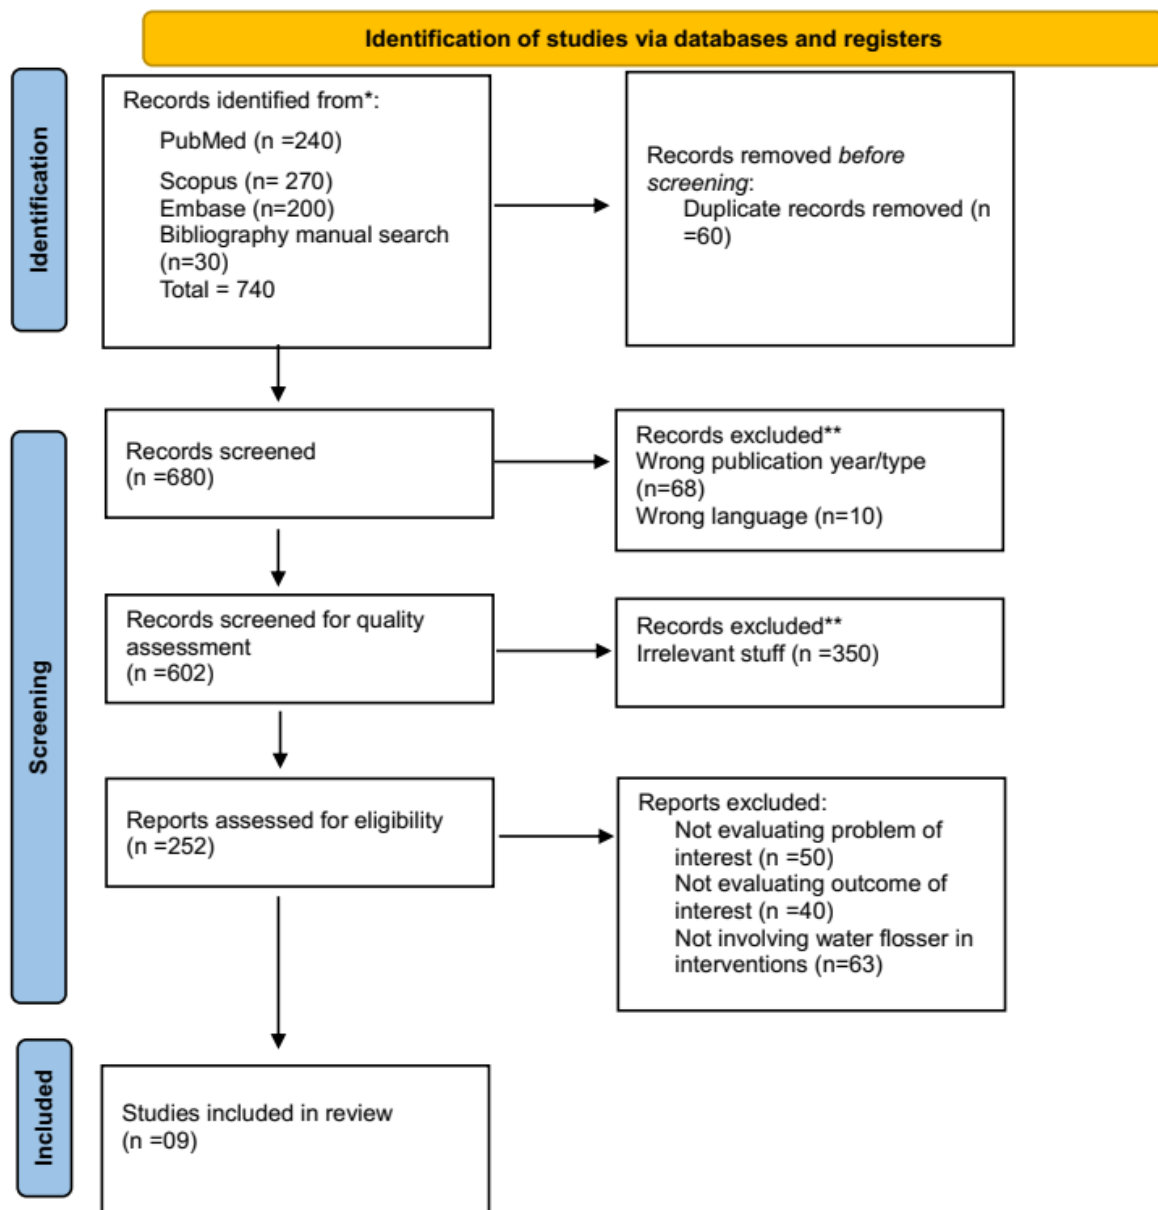 Identification of studies via databases and registers
Identification
Records identified from*:
PubMed (n =240)
Scopus (n= 270)
Embase (n=200)
Bibliography manual search
(n=30)
Total = 740
Records removed before
screening:
Duplicate records removed (n
=60)
Screening
Records screened
(n =680)
Records excluded**
Wrong publication year/type
(n=68)
Wrong language (n=10)
Records screened for quality
assessment
(n =602)
Records excluded**
Irrelevant stuff (n =350)
Reports assessed for eligibility
(n =252)
Reports excluded:
Not evaluating problem of
interest (n =50)
Not evaluating outcome of
interest (n =40)
Not involving water flosser in
interventions (n=63)
Included
Studies included in review
(n =09)